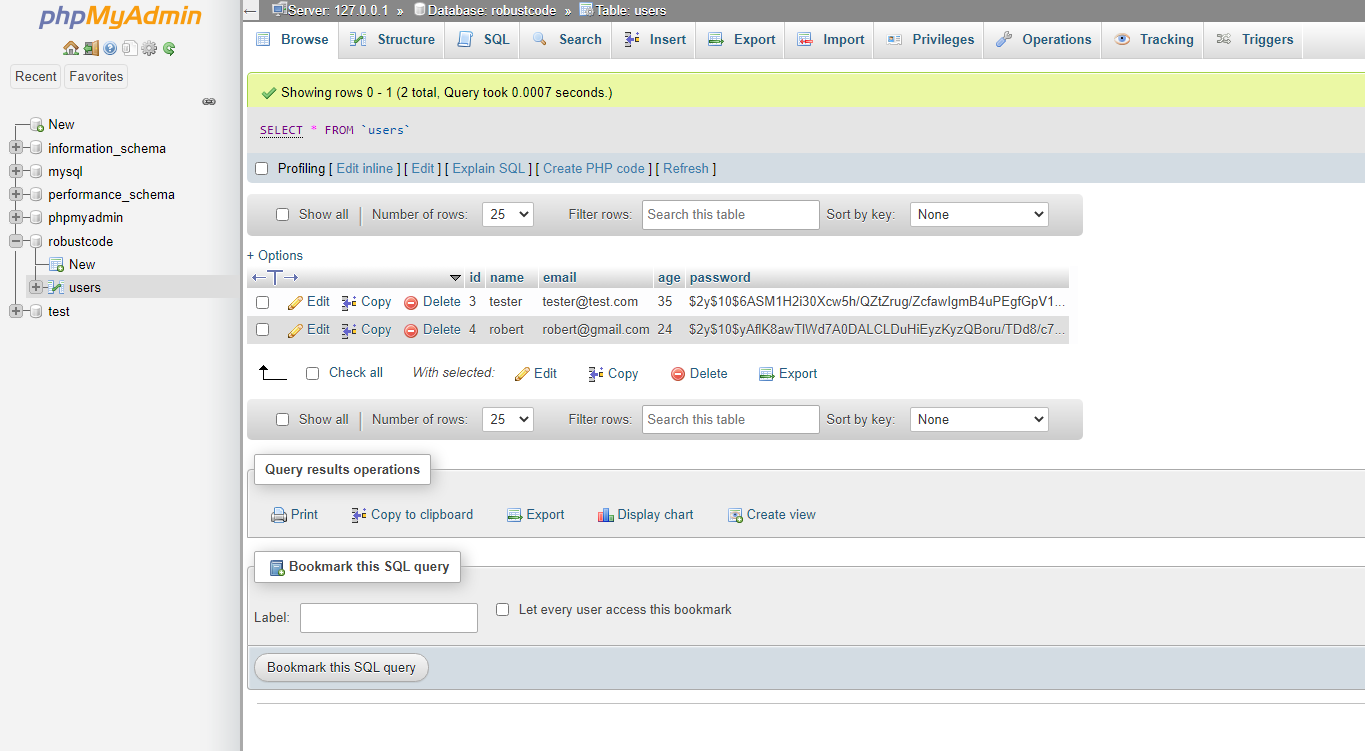 phpMyAdmin
Recent Favorites
New
information_schema
mysql
performance_schema
phpmyadmin
robustcode
New
users
test
Server: 127.0.0.1 » Database: robustcode » Table: users
Browse Structure SQL Search Insert Export Import Privileges Operations Tracking Triggers
Showing rows 0 - 1 (2 total, Query took 0.0007 seconds.)
SELECT * FROM `users`
Profiling [ Edit inline ] [ Edit ] [ Explain SQL ] [ Create PHP code ] [ Refresh ]
Show all Number of rows: 25 Filter rows: Search this table Sort by key: None
+ Options
←T→ id name email age password
Edit Copy Delete 3 tester tester@test.com 35 $2y$10$6ASM1H2i30Xcw5h/QZtZrug/ZcfawIgmB4uPEgfGpV1...
Edit Copy Delete 4 robert robert@gmail.com 24 $2y$10$yAflK8awTlWd7A0DALCLDuHiEyzKyzQBoru/TDd8/c7...
Check all With selected: Edit Copy Delete Export
Show all Number of rows: 25 Filter rows: Search this table Sort by key: None
Query results operations
Print Copy to clipboard Export Display chart Create view
Bookmark this SQL query
Label: Let every user access this bookmark
Bookmark this SQL query